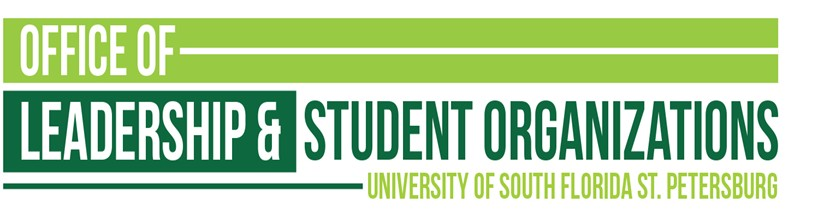 OFFICE OF
LEADERSHIP & STUDENT ORGANIZATIONS
UNIVERSITY OF SOUTH FLORIDA ST. PETERSBURG